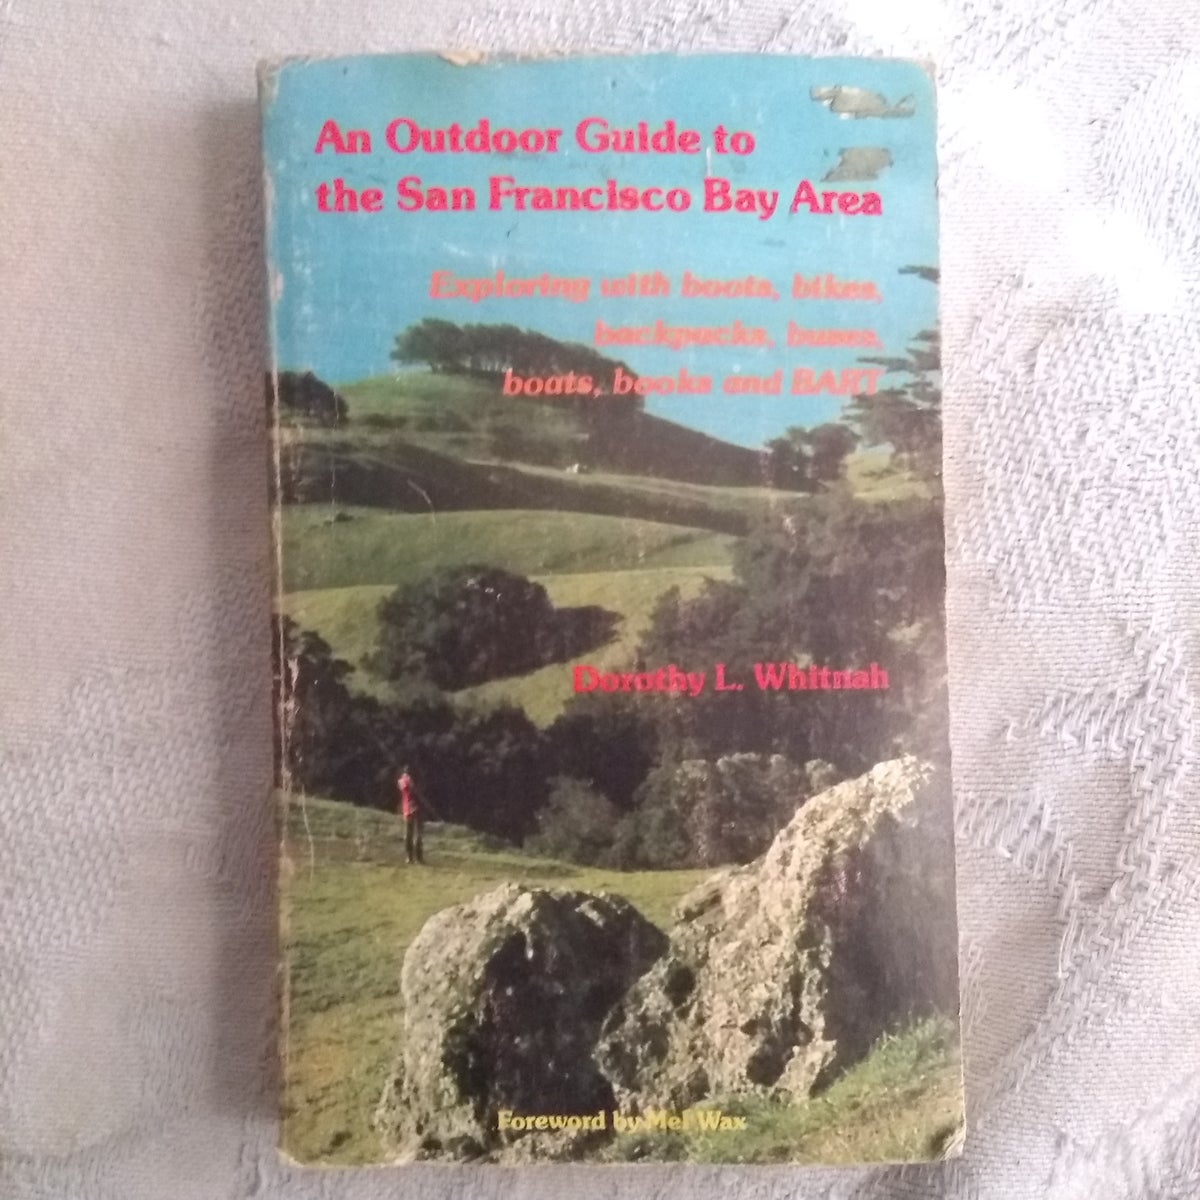 An Outdoor Guide to
the San Francisco Bay Area
Exploring with boots, bikes,
backpacks, buses,
boats, books and BART
Dorothy L. Whitnah
Foreword by Mel Wax